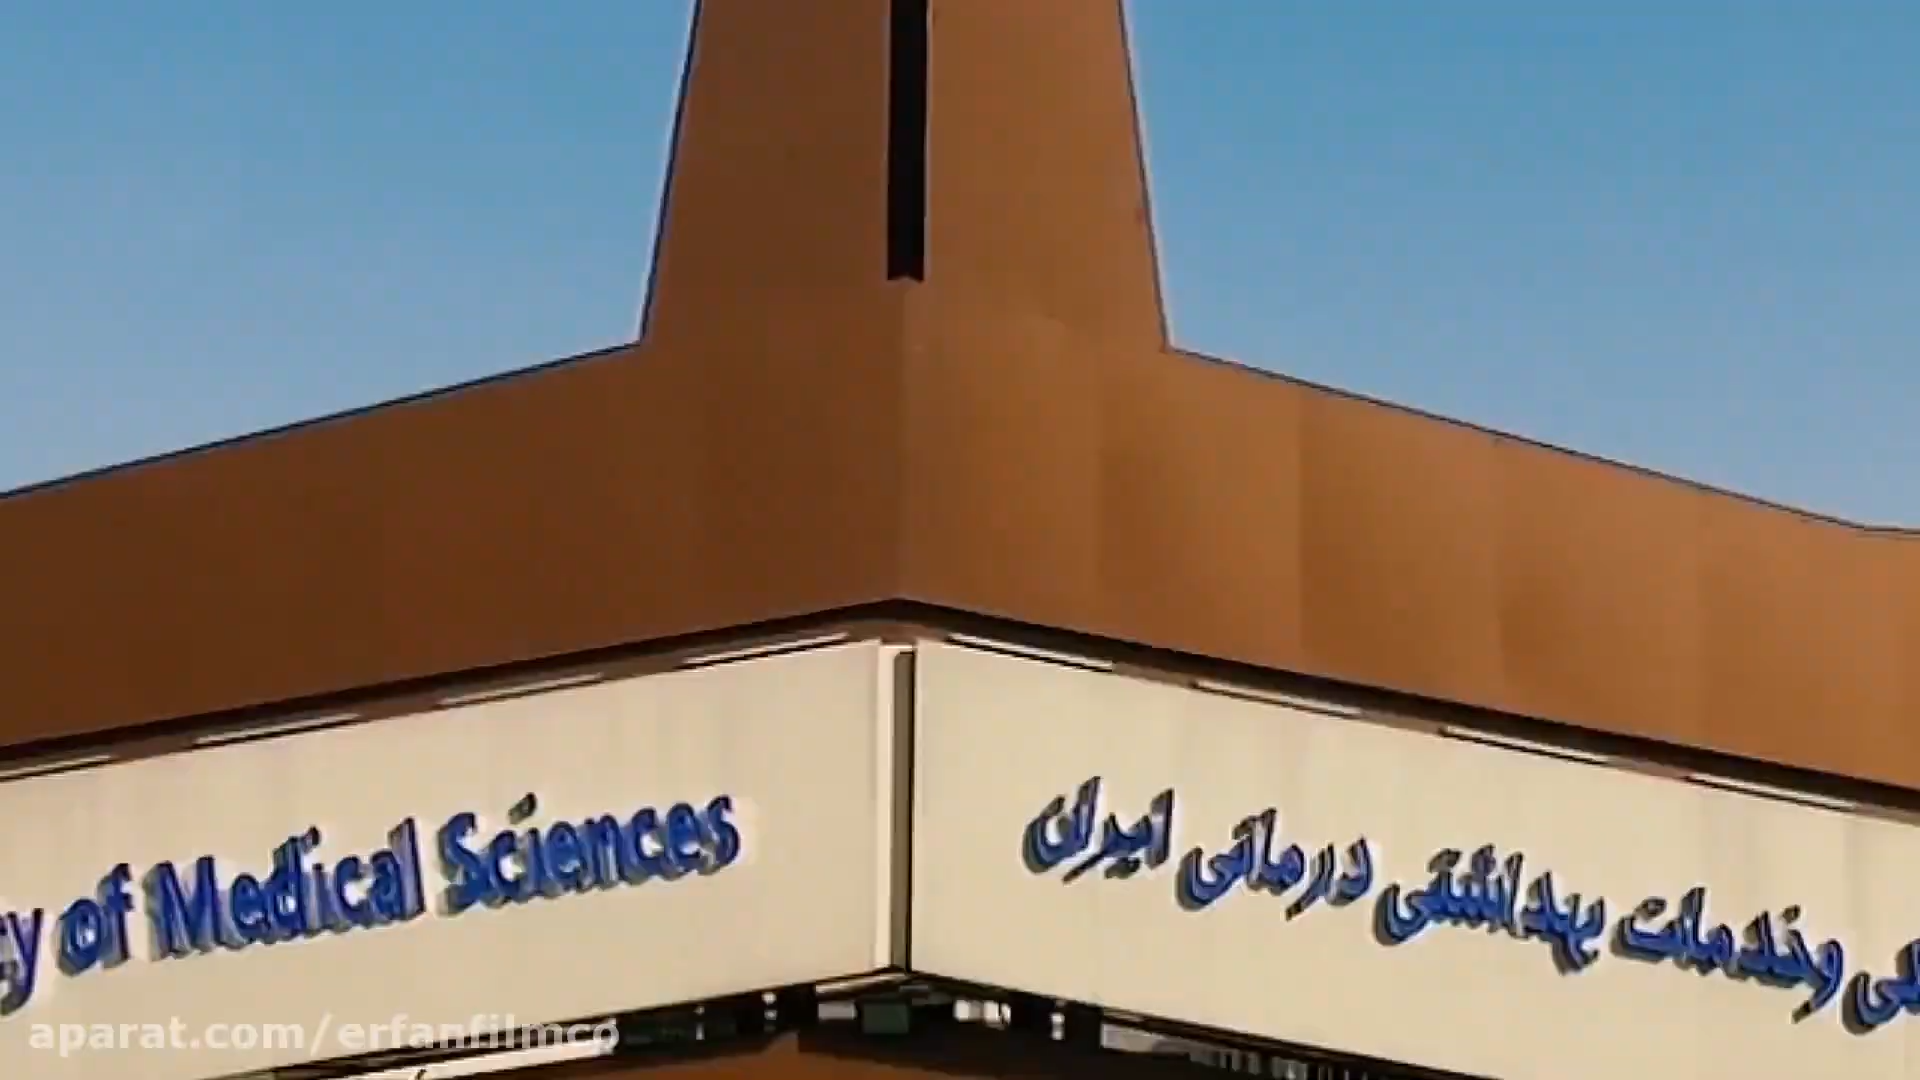 y of Medical Sciences
وخدمات بهداشتی درمانی ایران
aparat.com/erfanfilmco